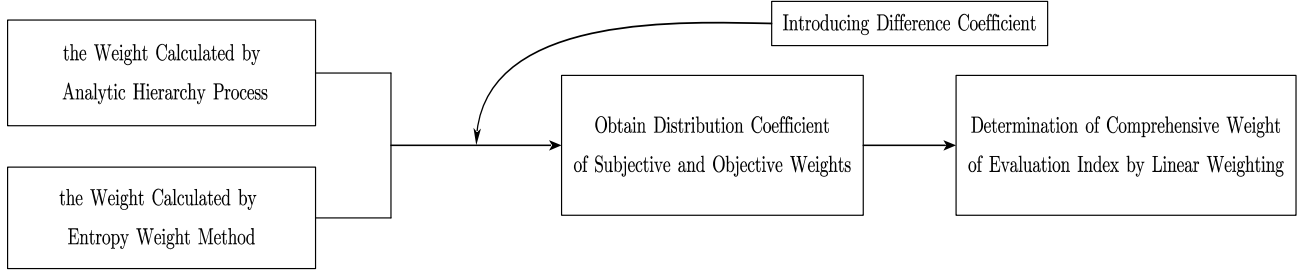 Introducing Difference Coefficient
the Weight Calculated by
Analytic Hierarchy Process
the Weight Calculated by
Entropy Weight Method
Obtain Distribution Coefficient
of Subjective and Objective Weights
Determination of Comprehensive Weight
of Evaluation Index by Linear Weighting